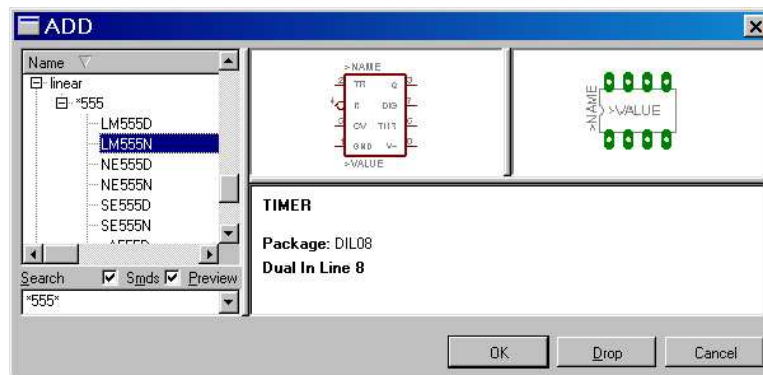 ADD
Name
linear
*555
LM555D
LM555N
NE555D
NE555N
SE555D
SE555N
Search Smds Preview
*555*
>NAME
TR Q
R DIS
CV THR
GND V+
>VALUE
>NAME
>VALUE
TIMER
Package: DIL08
Dual In Line 8
OK Drop Cancel